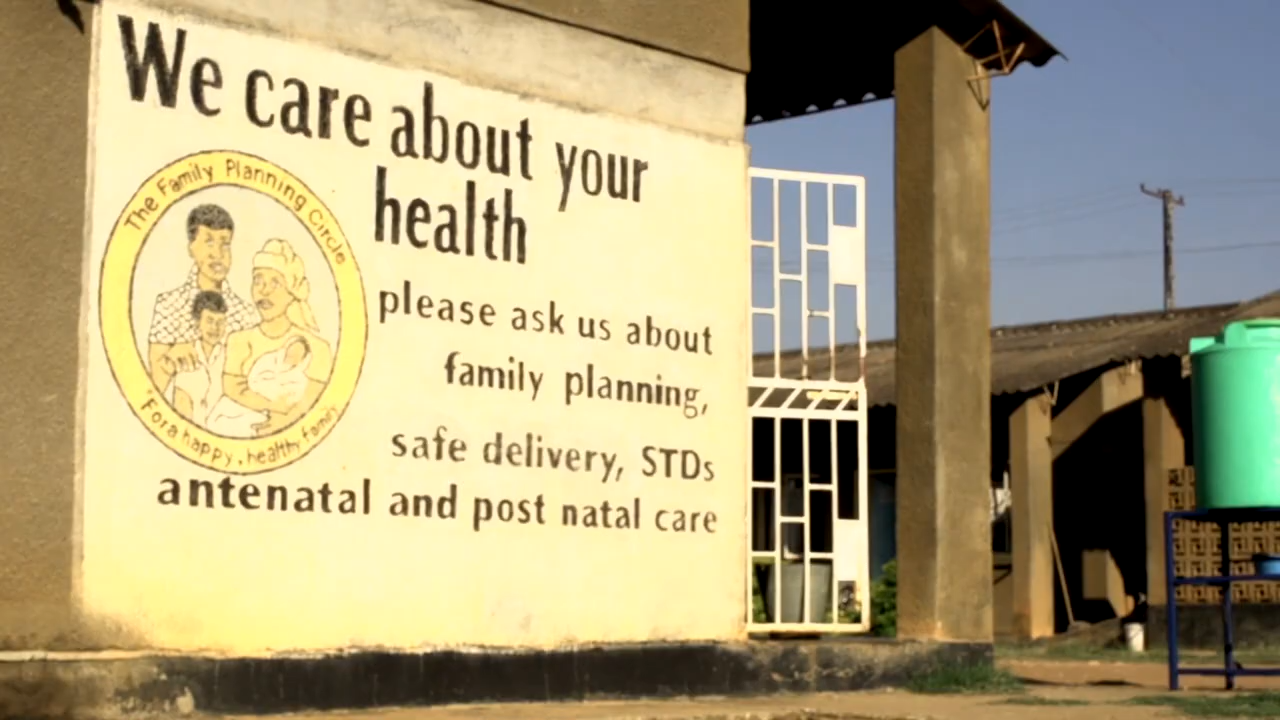 We care about your
health
The Family Planning Circle
"For a happy, healthy family
please ask us about
family planning,
safe delivery, STDs
antenatal and post natal care